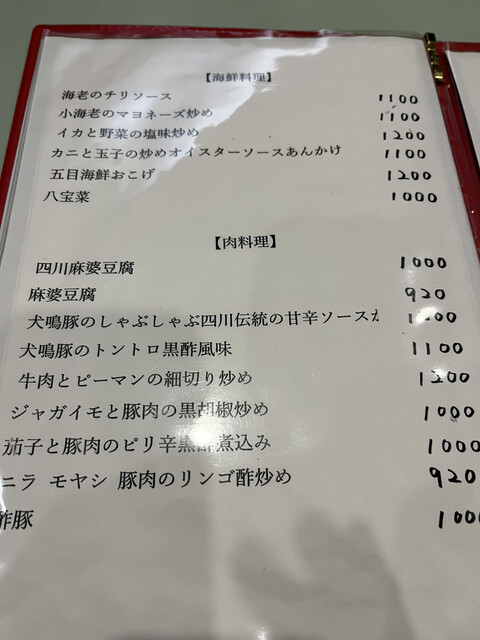 【海鮮料理】
海老のチリソース 1100
小海老のマヨネーズ炒め 1100
イカと野菜の塩味炒め 1200
カニと玉子の炒めオイスターソースあんかけ 1100
五目海鮮おこげ 1200
八宝菜 1000
【肉料理】
四川麻婆豆腐 1000
麻婆豆腐 920
犬鳴豚のしゃぶしゃぶ四川伝統の甘辛ソース
犬鳴豚のトントロ黒酢風味 1100
牛肉とピーマンの細切り炒め 1200
ジャガイモと豚肉の黒胡椒炒め 1000
茄子と豚肉のピリ辛黒酢煮込み 1000
ニラ モヤシ 豚肉のリンゴ酢炒め 920
酢豚 1000